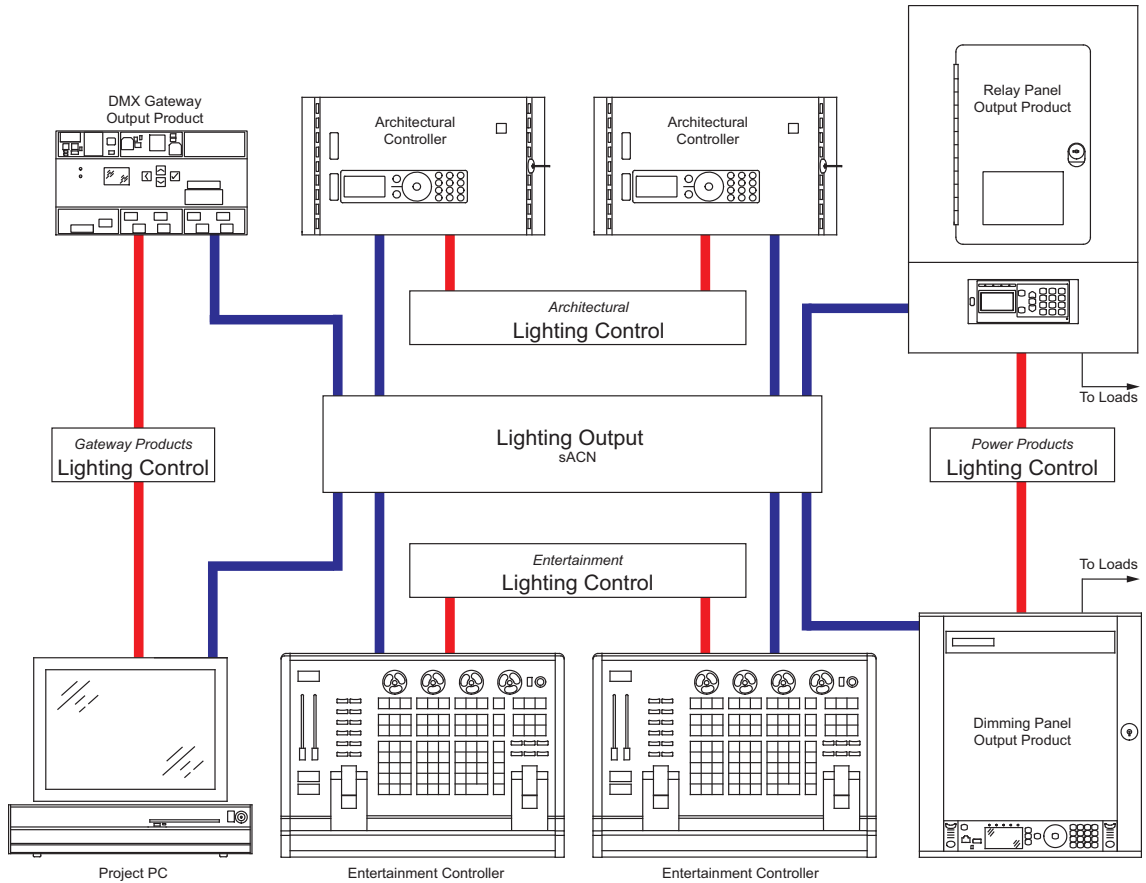 DMX Gateway
Output Product
Architectural
Controller
Architectural
Controller
Relay Panel
Output Product
Architectural
Lighting Control
To Loads
Gateway Products
Lighting Control
Lighting Output
sACN
Power Products
Lighting Control
Entertainment
Lighting Control
To Loads
Dimming Panel
Output Product
Project PC
Entertainment Controller
Entertainment Controller